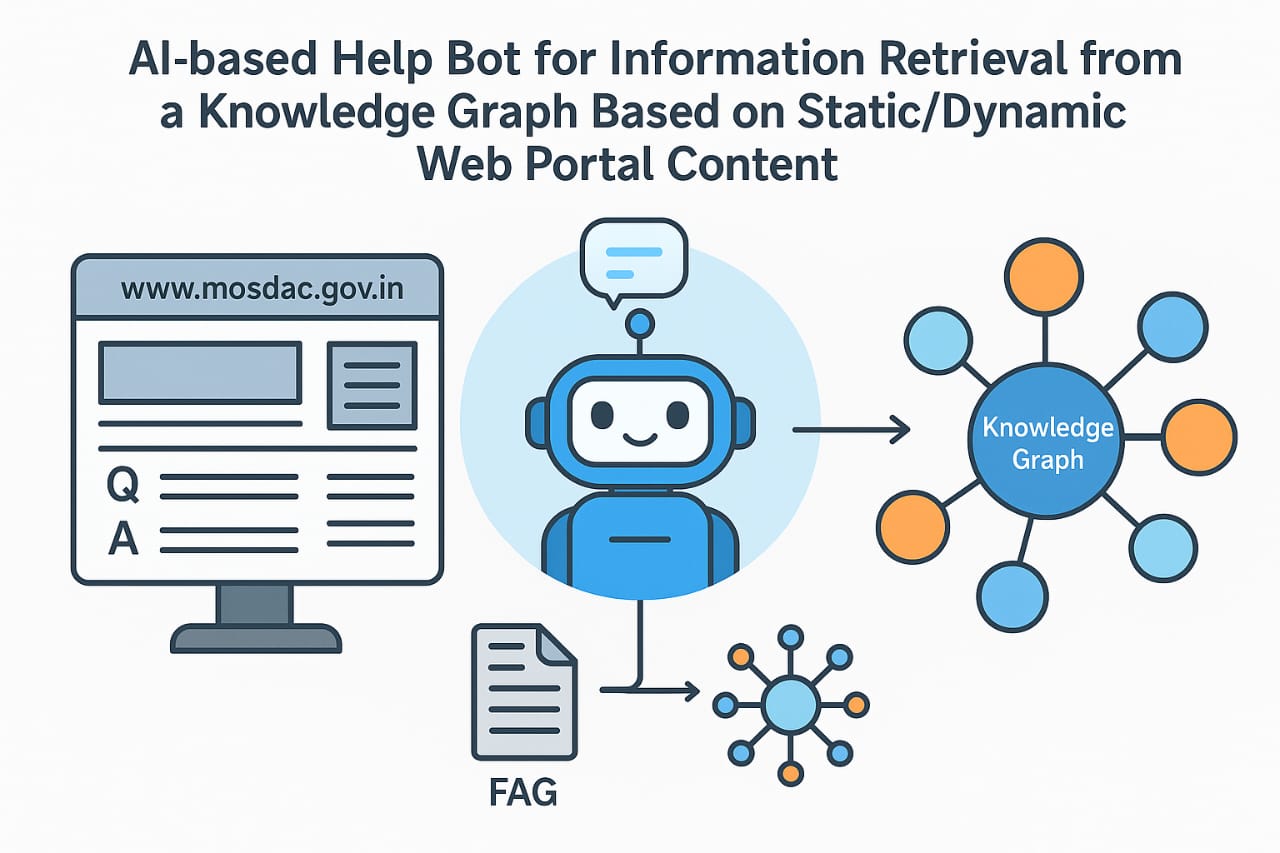 AI-based Help Bot for Information Retrieval from
a Knowledge Graph Based on Static/Dynamic
Web Portal Content
www.mosdac.gov.in
Q
A
Knowledge
Graph
FAG